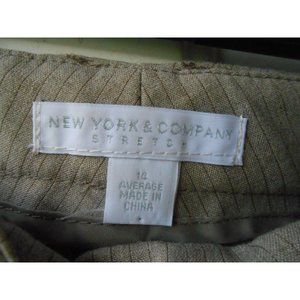 NEW YORK & COMPANY
STRETCH
14
AVERAGE
MADE IN
CHINA